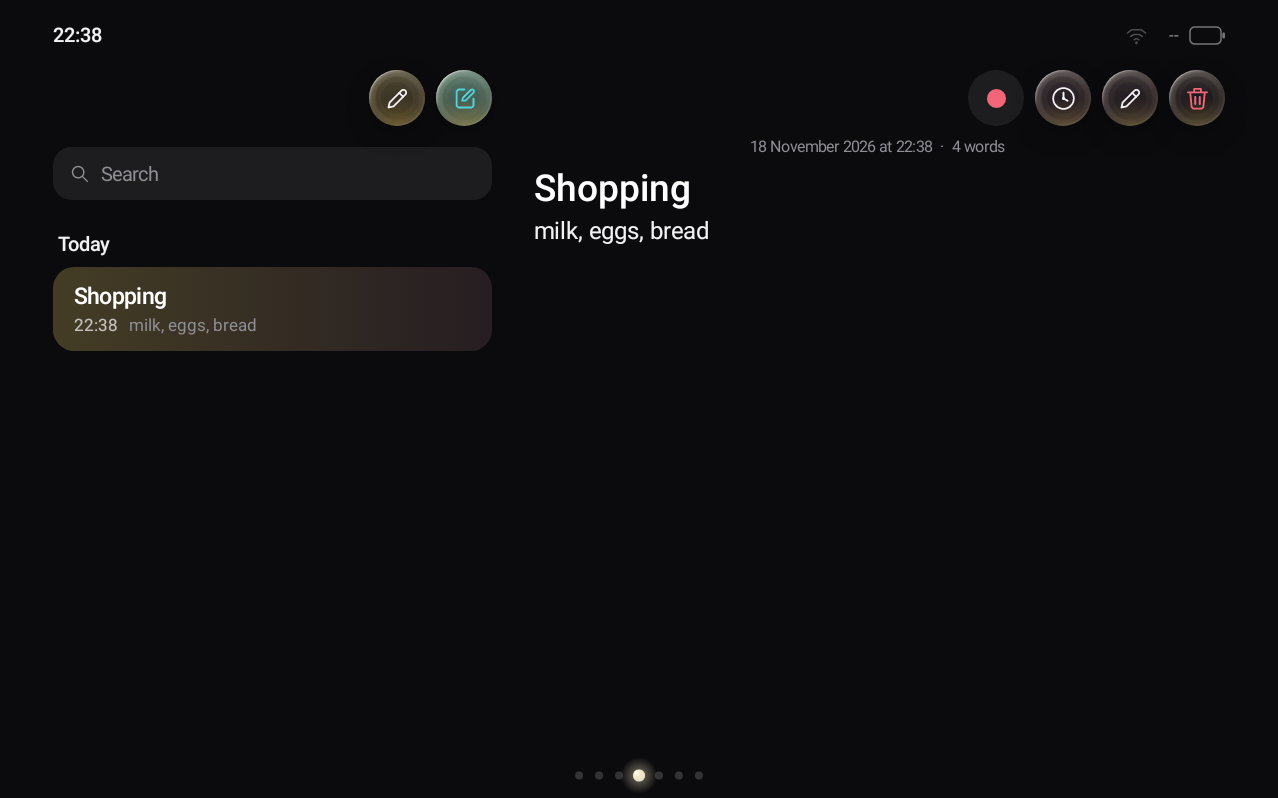 22:38
--
Search
18 November 2026 at 22:38 · 4 words
Shopping
milk, eggs, bread
Today
Shopping
22:38 milk, eggs, bread